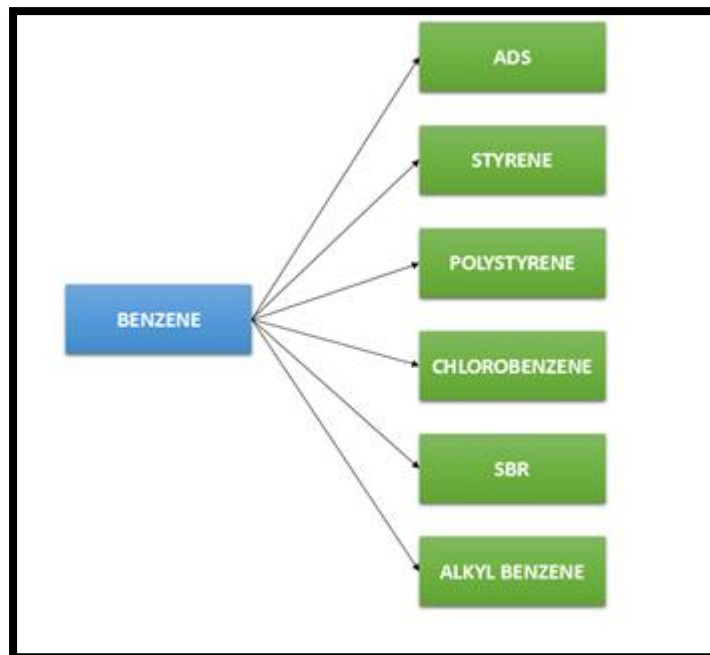 ADS
STYRENE
POLYSTYRENE
BENZENE
CHLOROBENZENE
SBR
ALKYL BENZENE